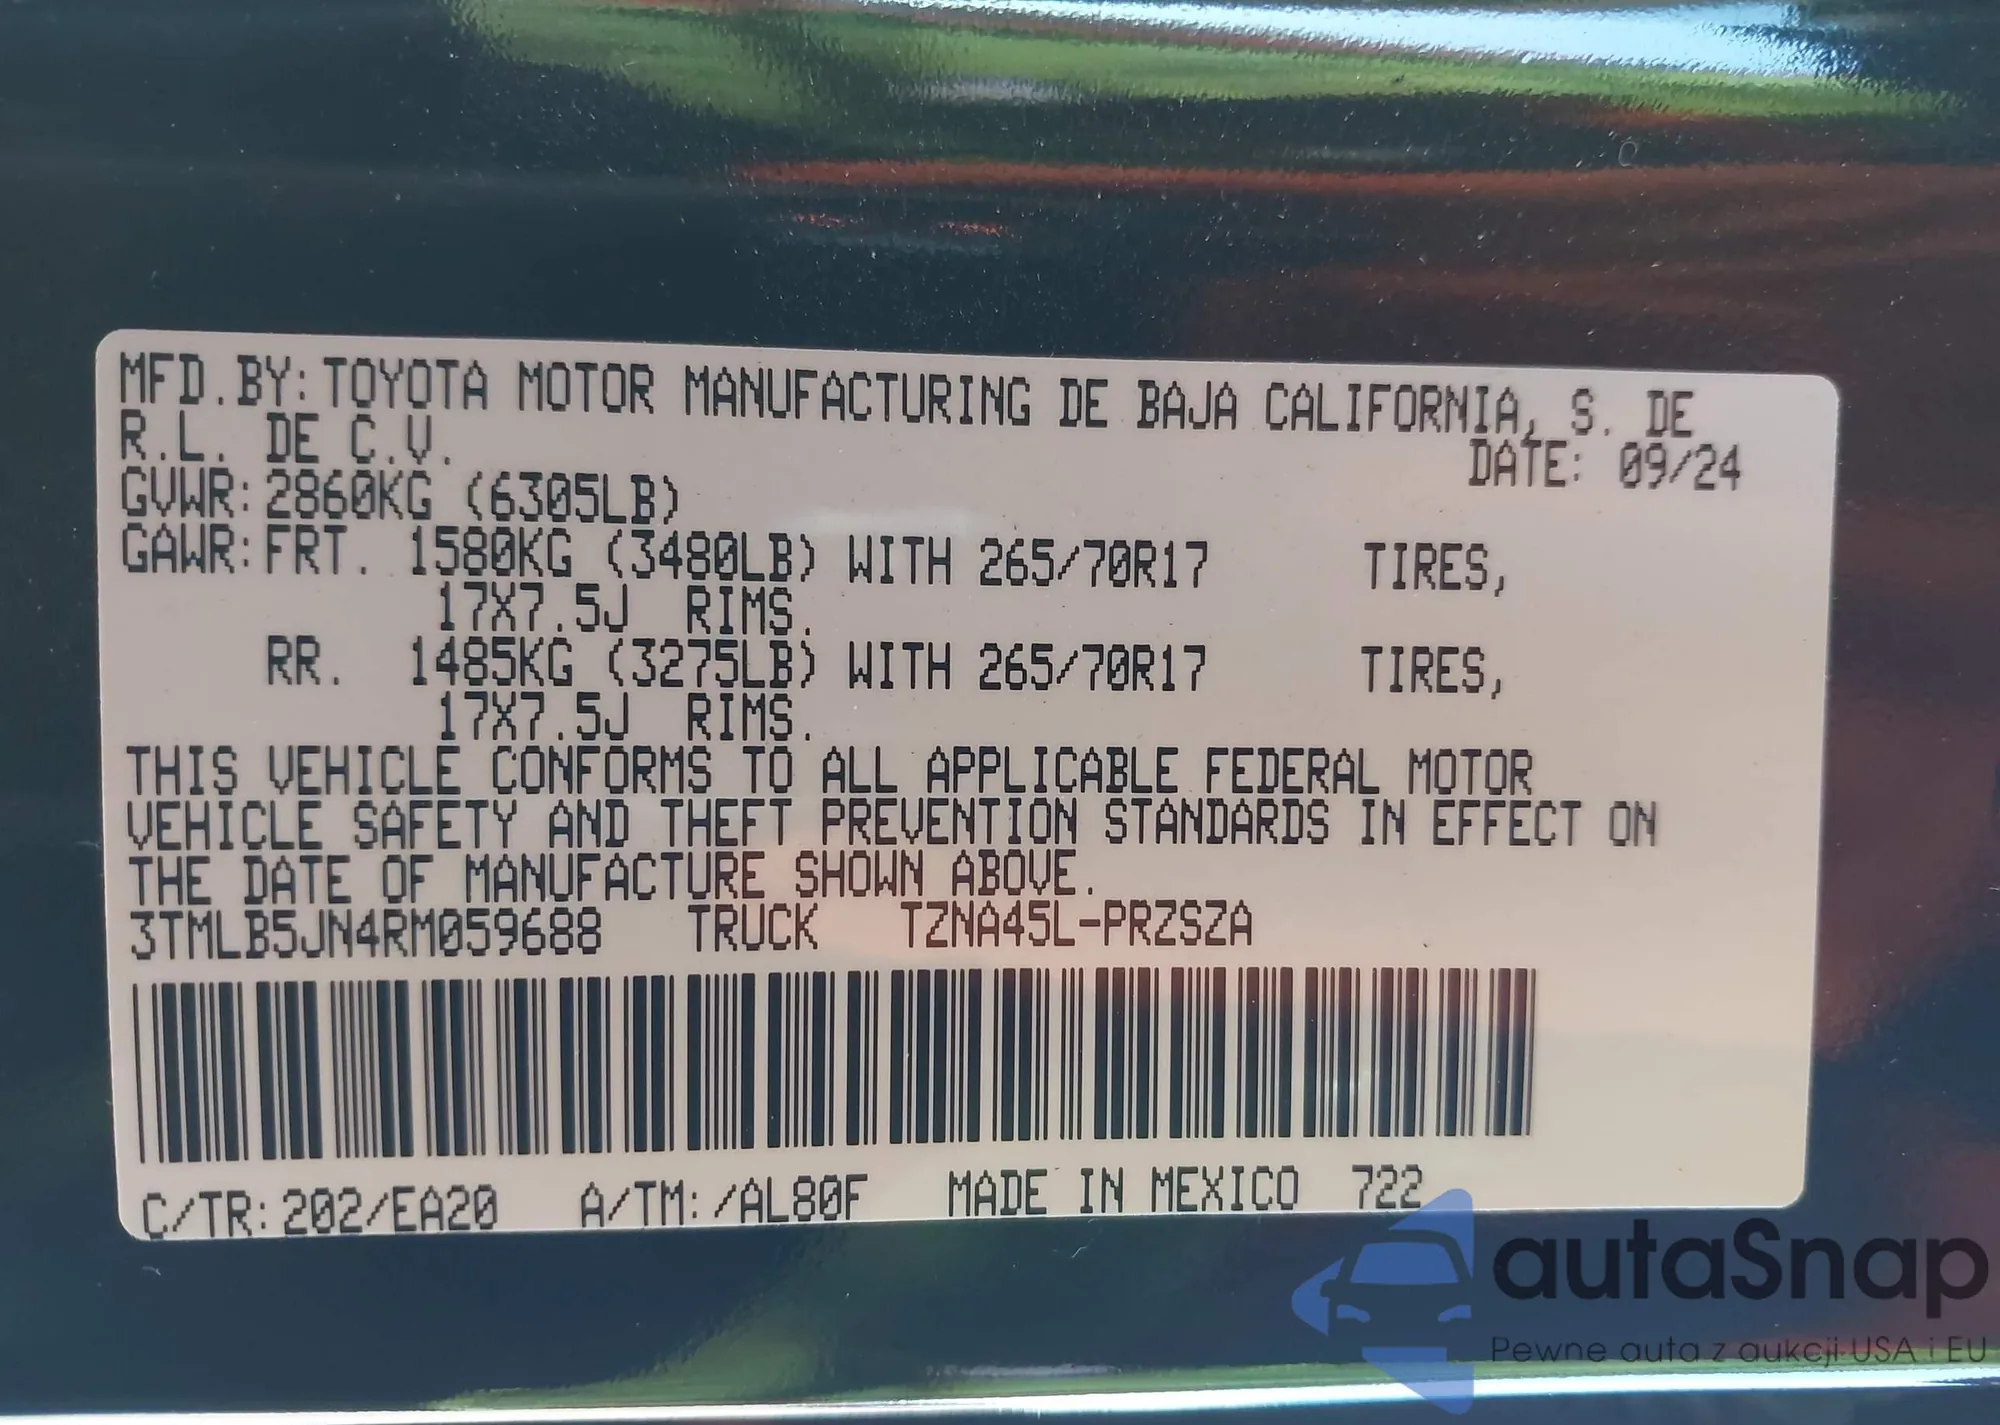 MFD.BY:TOYOTA MOTOR MANUFACTURING DE BAJA CALIFORNIA, S. DE
R.L. DE C.V.
DATE: 09/24
GVWR:2860KG (6305LB)
GAWR:FRT. 1580KG (3480LB) WITH 265/70R17 TIRES,
17X7.5J RIMS.
RR. 1485KG (3275LB) WITH 265/70R17 TIRES,
17X7.5J RIMS.
THIS VEHICLE CONFORMS TO ALL APPLICABLE FEDERAL MOTOR
VEHICLE SAFETY AND THEFT PREVENTION STANDARDS IN EFFECT ON
THE DATE OF MANUFACTURE SHOWN ABOVE.
3TMLB5JN4RM059688 TRUCK TZNA45L-PRZSZA
C/TR:202/EA20 A/TM:/AL80F MADE IN MEXICO 722
autaSnap
Pewne auta z aukcji USA i EU